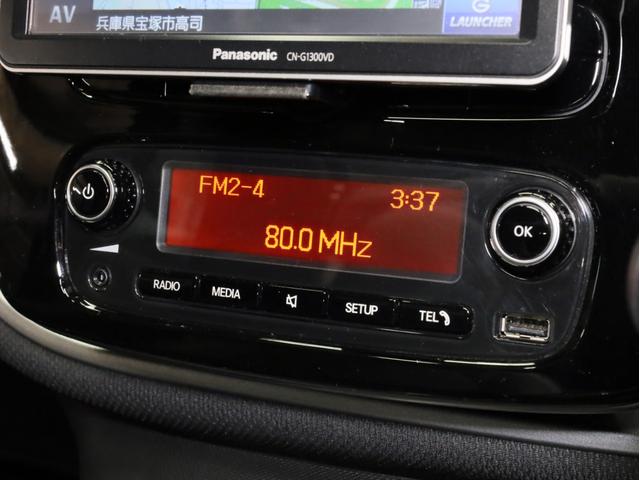 AV
兵庫県宝塚市高司
G
LAUNCHER
Panasonic CN-G1300VD
FM2-4 3:37
80.0 MHz
OK
RADIO MEDIA SETUP TEL